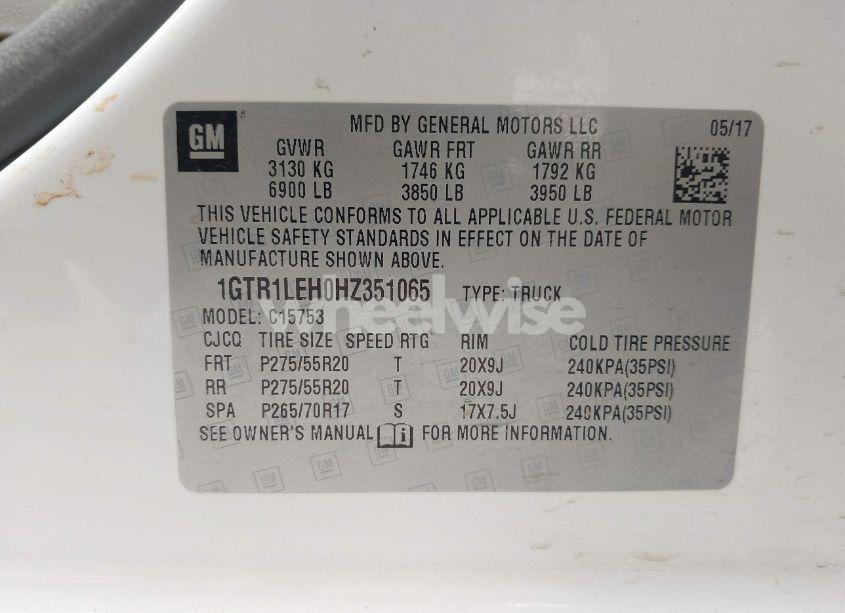 GM
MFD BY GENERAL MOTORS LLC 05/17
GVWR GAWR FRT GAWR RR
3130 KG 1746 KG 1792 KG
6900 LB 3850 LB 3950 LB
THIS VEHICLE CONFORMS TO ALL APPLICABLE U.S. FEDERAL MOTOR
VEHICLE SAFETY STANDARDS IN EFFECT ON THE DATE OF
MANUFACTURE SHOWN ABOVE.
1GTR1LEH0HZ351065 TYPE: TRUCK
wheelwise
MODEL: C15753
CJCQ TIRE SIZE SPEED RTG RIM COLD TIRE PRESSURE
FRT P275/55R20 T 20X9J 240KPA(35PSI)
RR P275/55R20 T 20X9J 240KPA(35PSI)
SPA P265/70R17 S 17X7.5J 240KPA(35PSI)
SEE OWNER'S MANUAL FOR MORE INFORMATION.